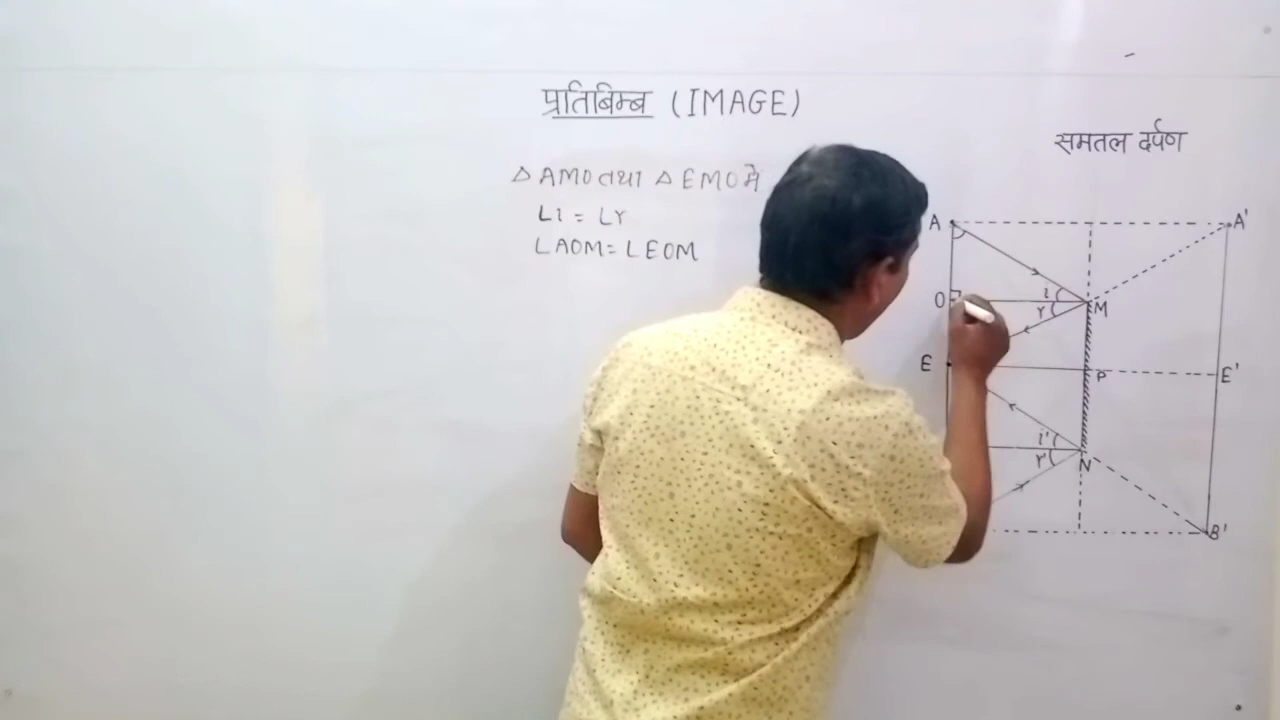 प्रतिबिम्ब (IMAGE)
समतल दर्पण
△ AMO तथा △ EMO मे
∠i = ∠r
∠AOM = ∠EOM
A
A'
O
i
r
M
E
P
E'
i'
r'
N
B'